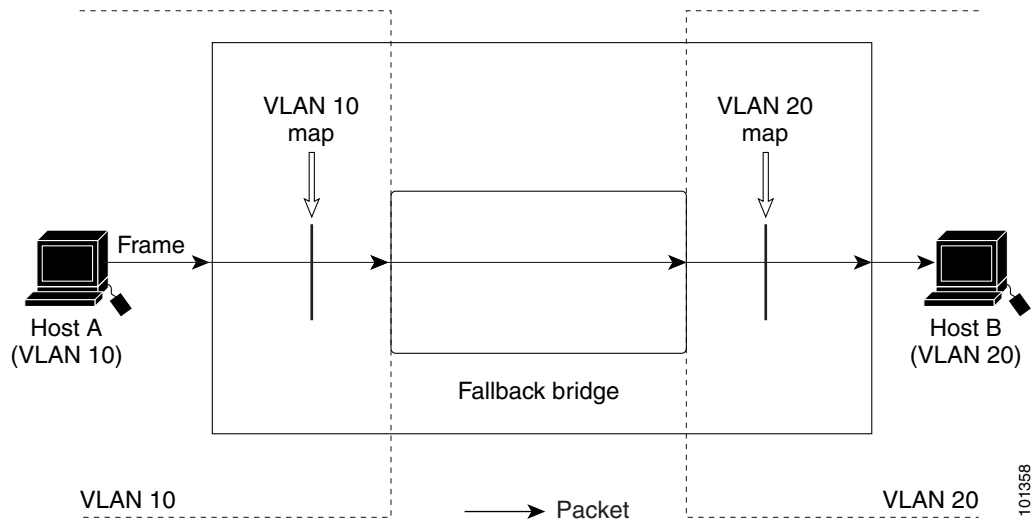 VLAN 10
map
VLAN 20
map
Frame
Host A
(VLAN 10)
Host B
(VLAN 20)
Fallback bridge
VLAN 10
Packet
VLAN 20
101358